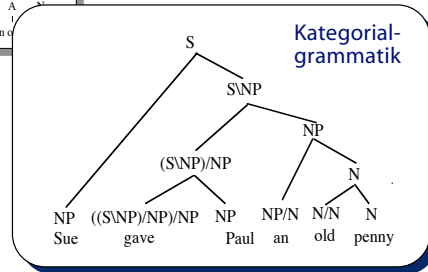 A N
n o
Kategorial-
grammatik
S
S\NP
NP
(S\NP)/NP
N
NP ((S\NP)/NP)/NP NP NP/N N/N N
Sue gave Paul an old penny